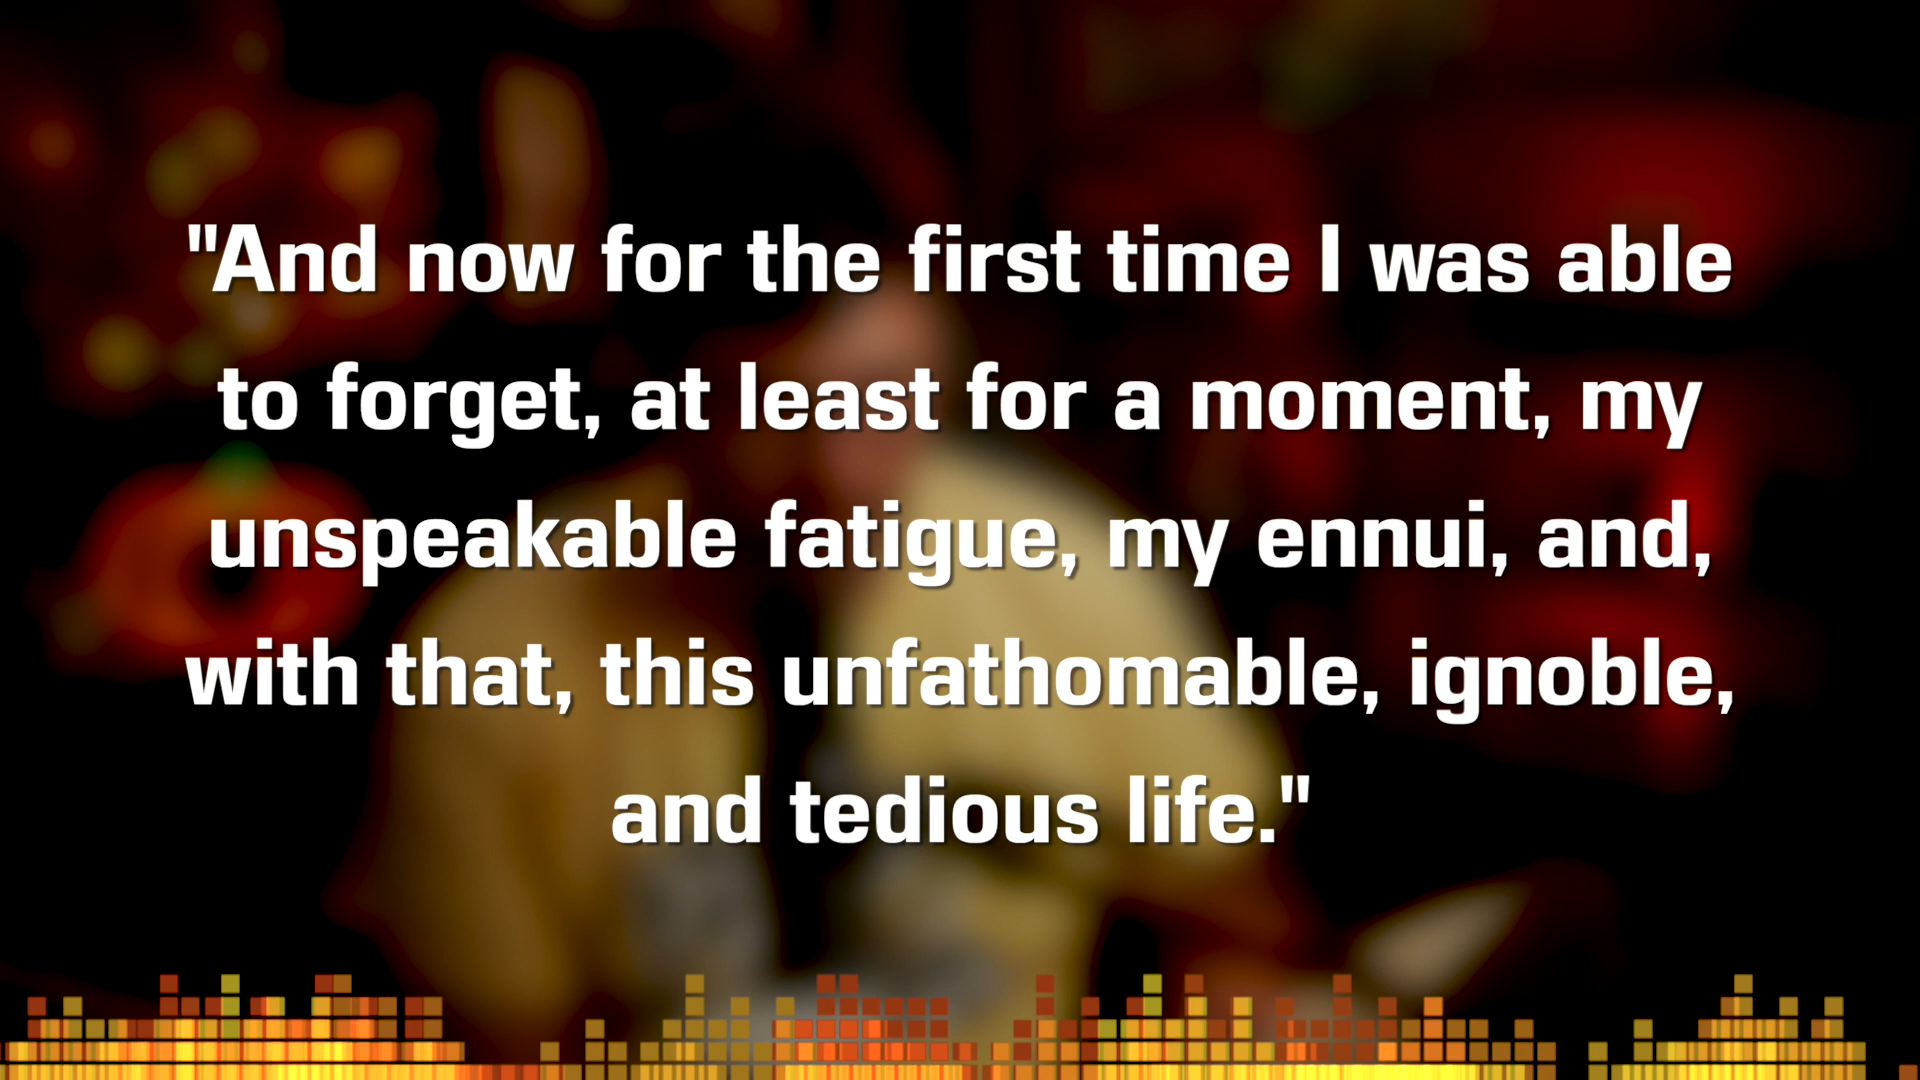 "And now for the first time I was able
to forget, at least for a moment, my
unspeakable fatigue, my ennui, and,
with that, this unfathomable, ignoble,
and tedious life."